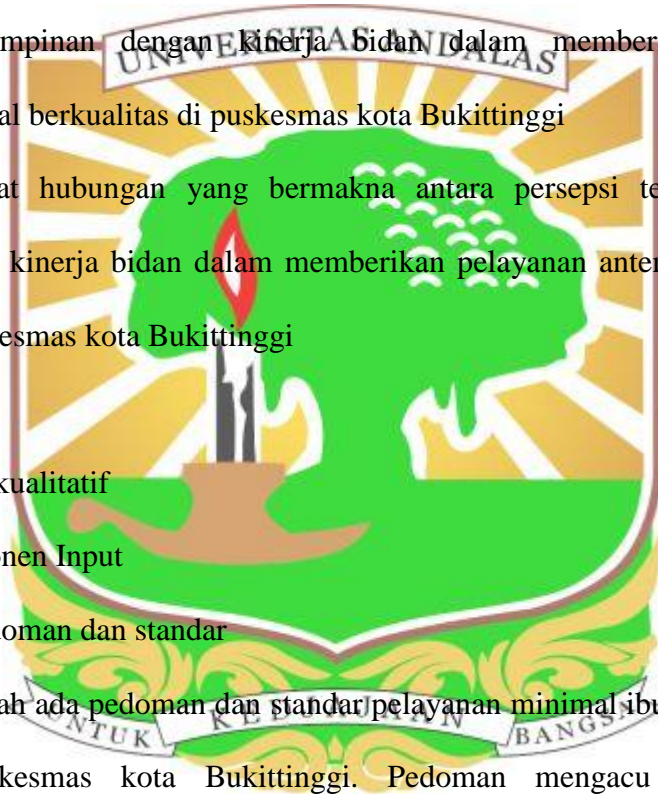 mpinan dengan kinerja bidan dalam member
UNIVERSITAS ANDALAS
al berkualitas di puskesmas kota Bukittinggi
at hubungan yang bermakna antara persepsi te
kinerja bidan dalam memberikan pelayanan anter
esmas kota Bukittinggi
kualitatif
onen Input
doman dan standar
ah ada pedoman dan standar pelayanan minimal ibu
UNTUK KEDJAJAAN BANGSA
kesmas kota Bukittinggi. Pedoman mengacu